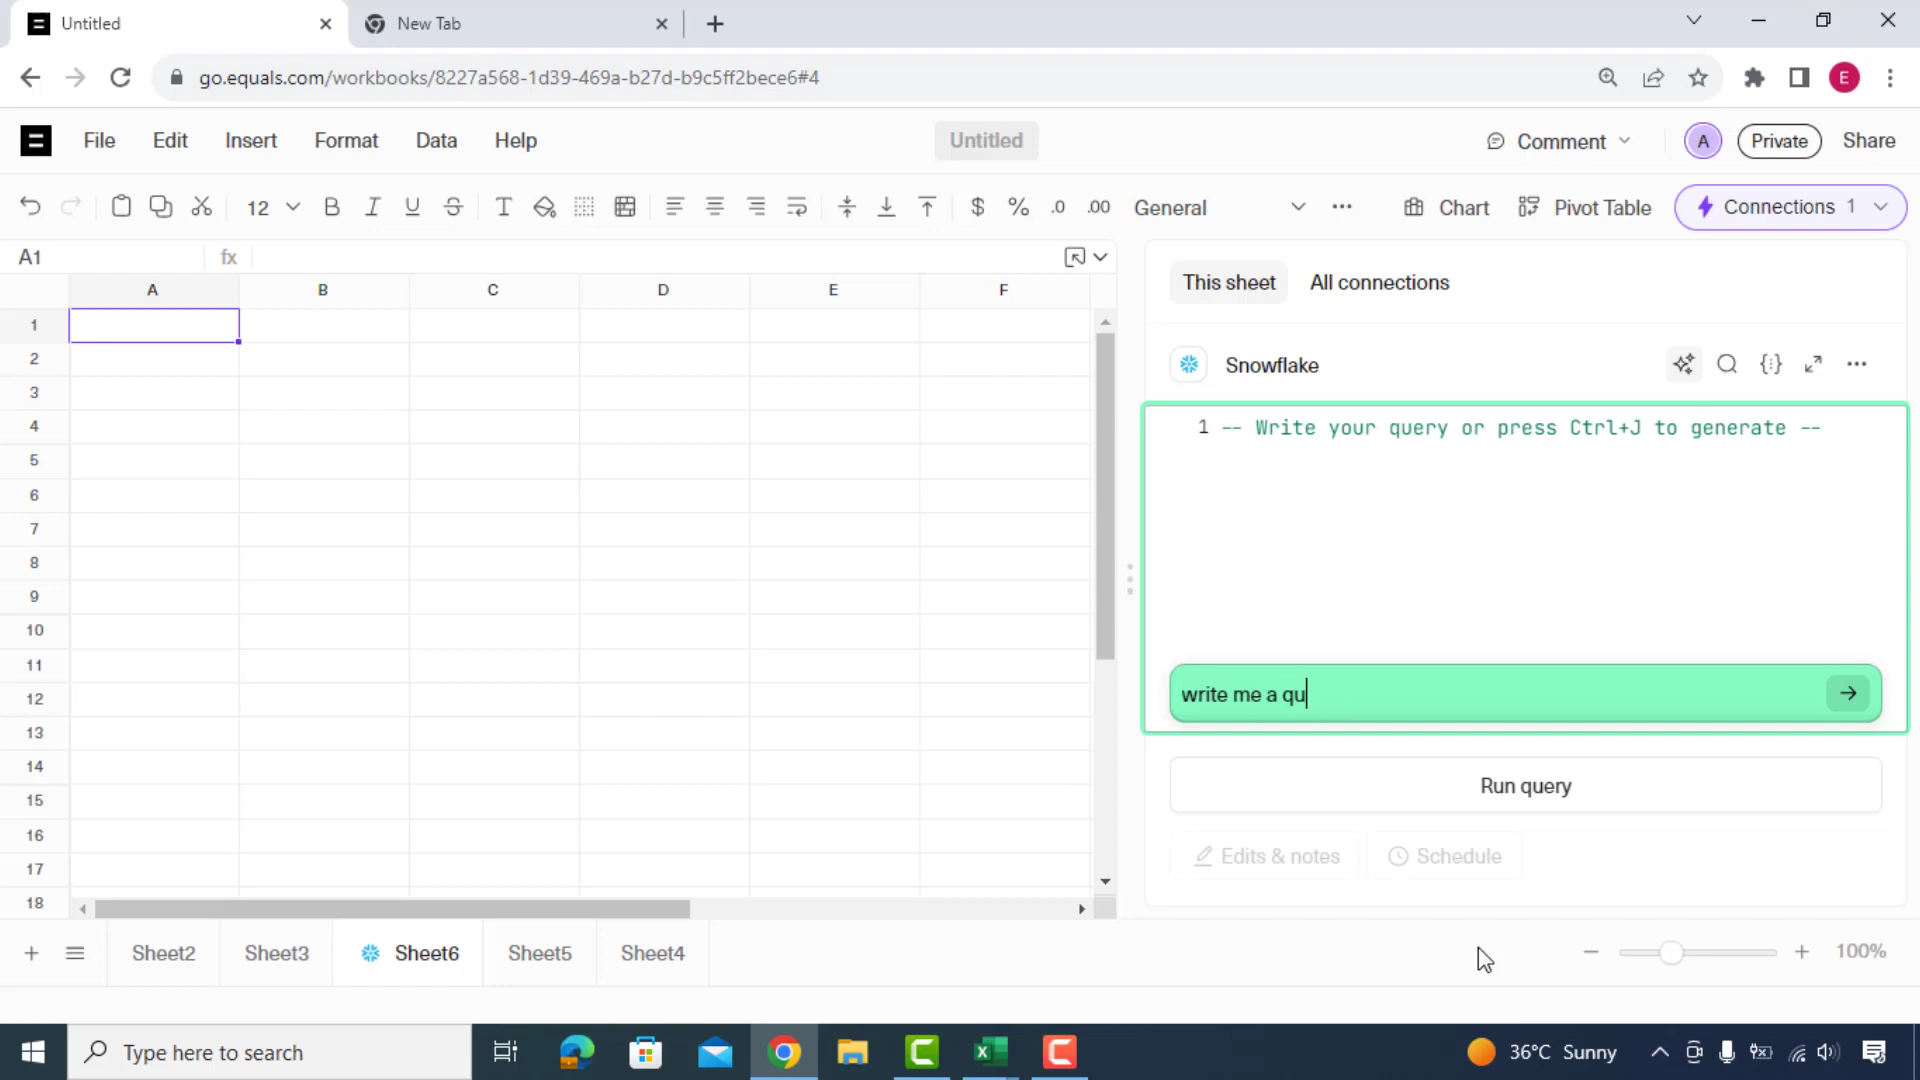 Untitled
New Tab
go.equals.com/workbooks/8227a568-1d39-469a-b27d-b9c5ff2bece6#4
E
File Edit Insert Format Data Help
Untitled
Comment
A
Private
Share
12
B I U S T
$ % .0 .00 General
Chart
Pivot Table
Connections 1
A1
fx
This sheet
All connections
A B C D E F
1
2
3
4
5
6
7
8
9
10
11
12
13
14
15
16
17
18
Snowflake
1 -- Write your query or press Ctrl+J to generate --
write me a qu
Run query
Edits & notes
Schedule
Sheet2
Sheet3
Sheet6
Sheet5
Sheet4
100%
Type here to search
36°C Sunny